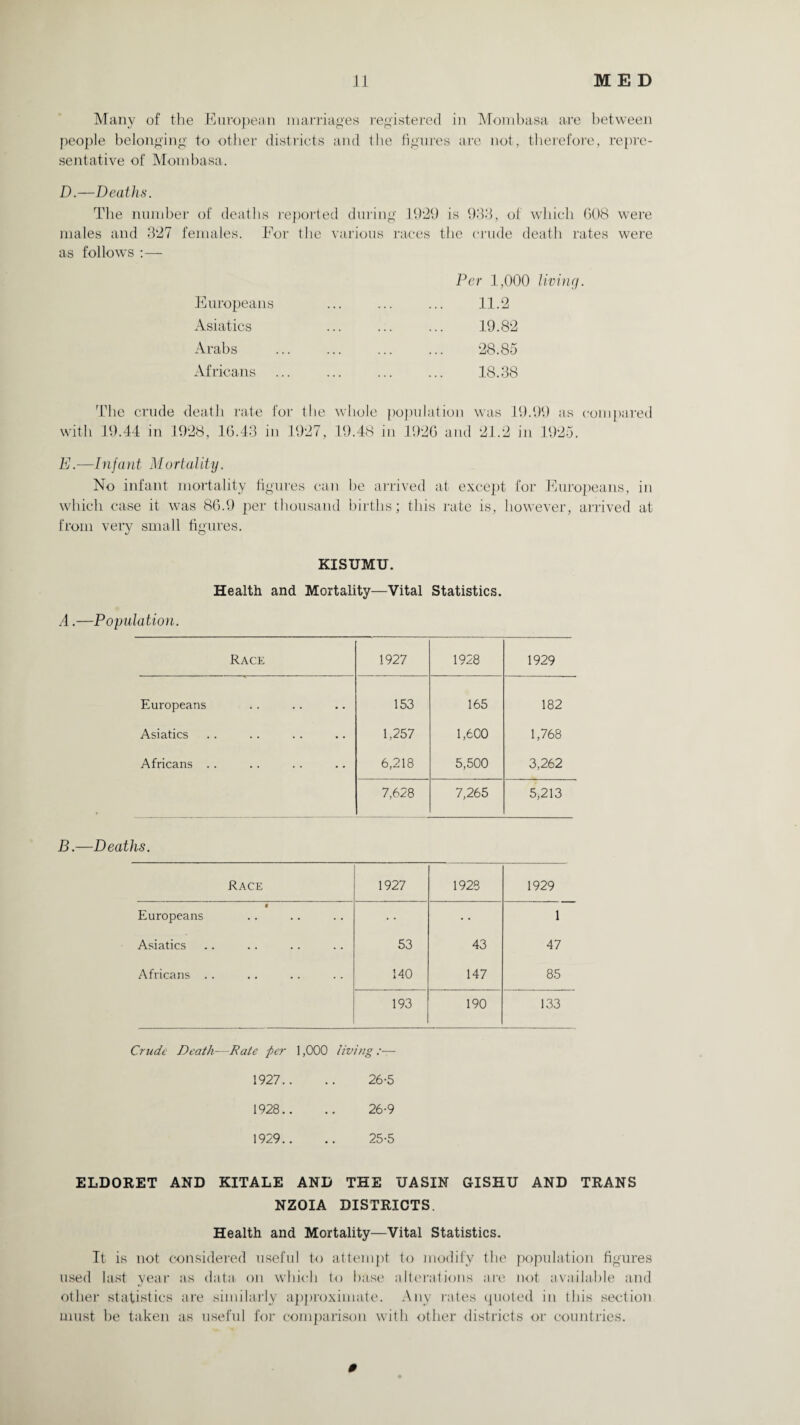 11 MED
Many of the European marriages registered in Mombasa are between
people belonging to other districts and the figures are not, therefore, repre-
sentative of Mombasa.
D.—Deaths.
The number of deaths reported during 1929 is 933, of which 608 were
males and 327 females. For the various races the crude death rates were
as follows :—
Per 1,000 living.
Europeans ... ... ... 11.2
Asiatics ... ... ... 19.82
Arabs ... ... ... ... 28.85
Africans ... ... ... ... 18.38
The crude death rate for the whole population was 19.99 as compared
with 19.44 in 1928, 16.43 in 1927, 19.48 in 1926 and 21.2 in 1925.
E.—Infant Mortality.
No infant mortality figures can be arrived at except for Europeans, in
which case it was 86.9 per thousand births; this rate is, however, arrived at
from very small figures.
KISUMU.
Health and Mortality—Vital Statistics.
A.—Population.
Race 1927 1928 1929
Europeans .. .. .. 153 165 182
Asiatics .. .. .. .. 1,257 1,600 1,768
Africans .. .. .. .. 6,218 5,500 3,262
7,628 7,265 5,213
B.—Deaths.
Race 1927 1928 1929
Europeans .. .. .. .. .. 1
Asiatics .. .. .. .. 53 43 47
Africans .. .. .. .. 140 147 85
193 190 133
Crude Death—Rate per 1,000 living :—
1927.. .. 26·5
1928.. .. 26·9
1929.. .. 25·5
ELDORET AND KITALE AND THE UASIN GISHU AND TRANS
NZOIA DISTRICTS.
Health and Mortality—Vital Statistics.
It is not considered useful to attempt to modify the population figures
used last year as data on which to base alterations are not available and
other statistics are similarly approximate. Any rates quoted in this section
must be taken as useful for comparison with other districts or countries.